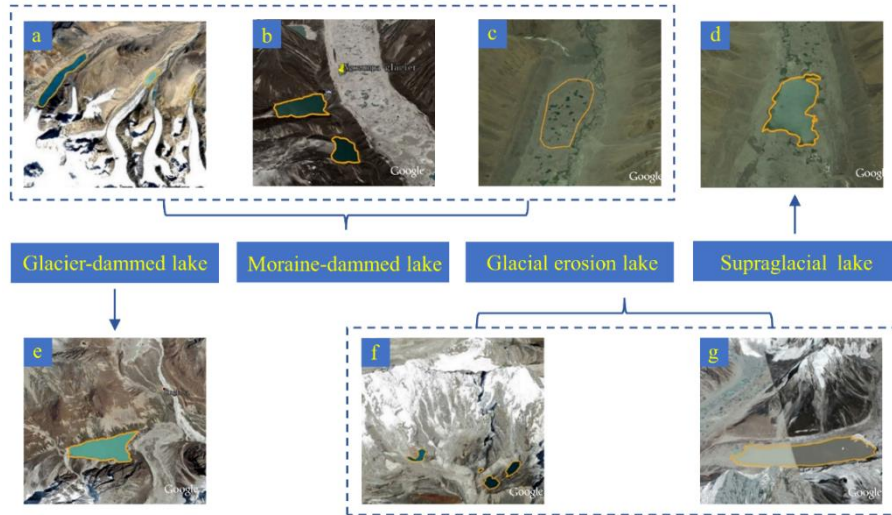 a
b
c
d
Google
Google
Google
Glacier-dammed lake
Moraine-dammed lake
Glacial erosion lake
Supraglacial lake
e
f
g
Google
Google
Google